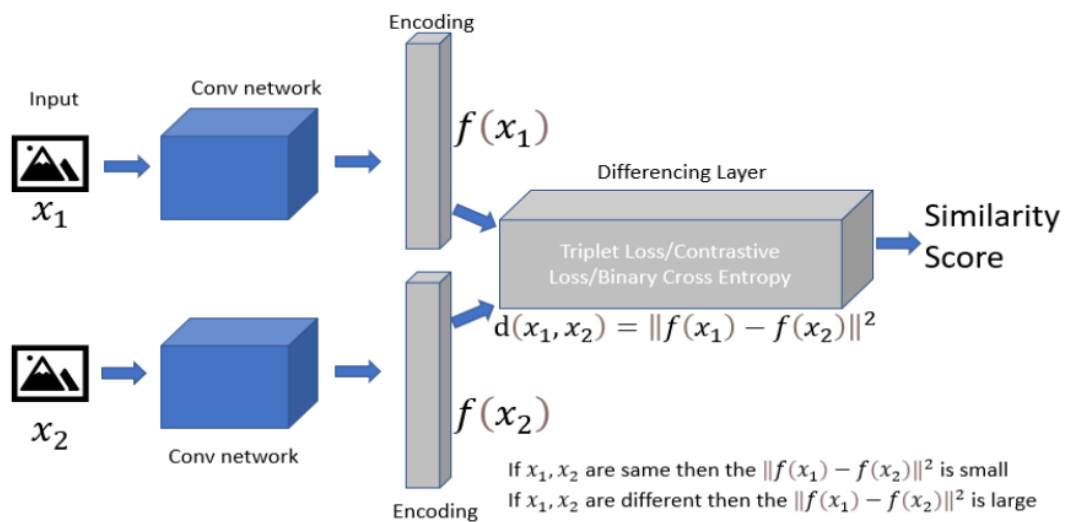 Encoding
Conv network
Input
f(x₁)
x₁
Differencing Layer
Similarity
Score
Triplet Loss/Contrastive
Loss/Binary Cross Entropy
d(x₁, x₂) = ‖f(x₁) − f(x₂)‖²
x₂
f(x₂)
Conv network
If x₁, x₂ are same then the ‖f(x₁) − f(x₂)‖² is small
If x₁, x₂ are different then the ‖f(x₁) − f(x₂)‖² is large
Encoding